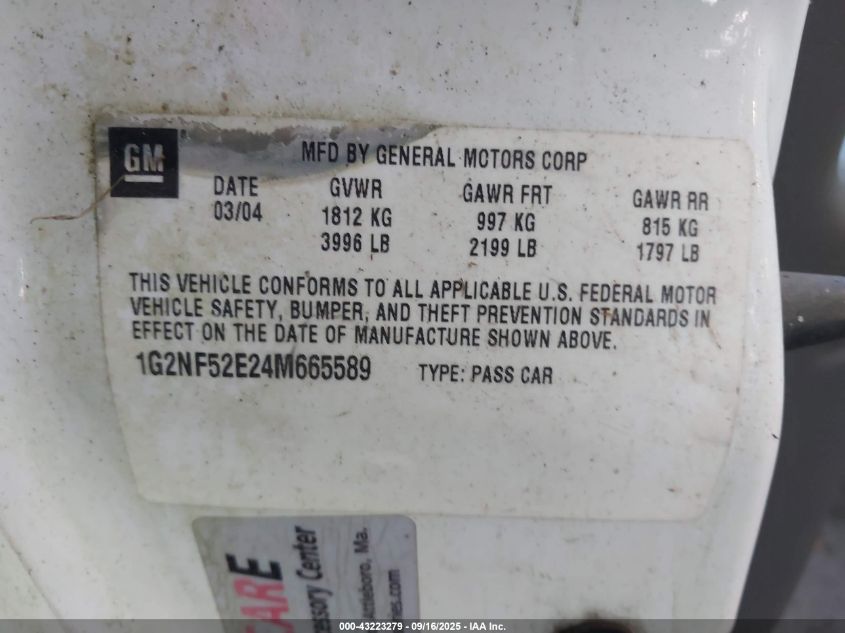 GM
MFD BY GENERAL MOTORS CORP
DATE GVWR GAWR FRT GAWR RR
03/04 1812 KG 997 KG 815 KG
3996 LB 2199 LB 1797 LB
THIS VEHICLE CONFORMS TO ALL APPLICABLE U.S. FEDERAL MOTOR
VEHICLE SAFETY, BUMPER, AND THEFT PREVENTION STANDARDS IN
EFFECT ON THE DATE OF MANUFACTURE SHOWN ABOVE.
1G2NF52E24M665589 TYPE: PASS CAR
Center
Ma.
000-43223279 - 09/16/2025 - IAA Inc.